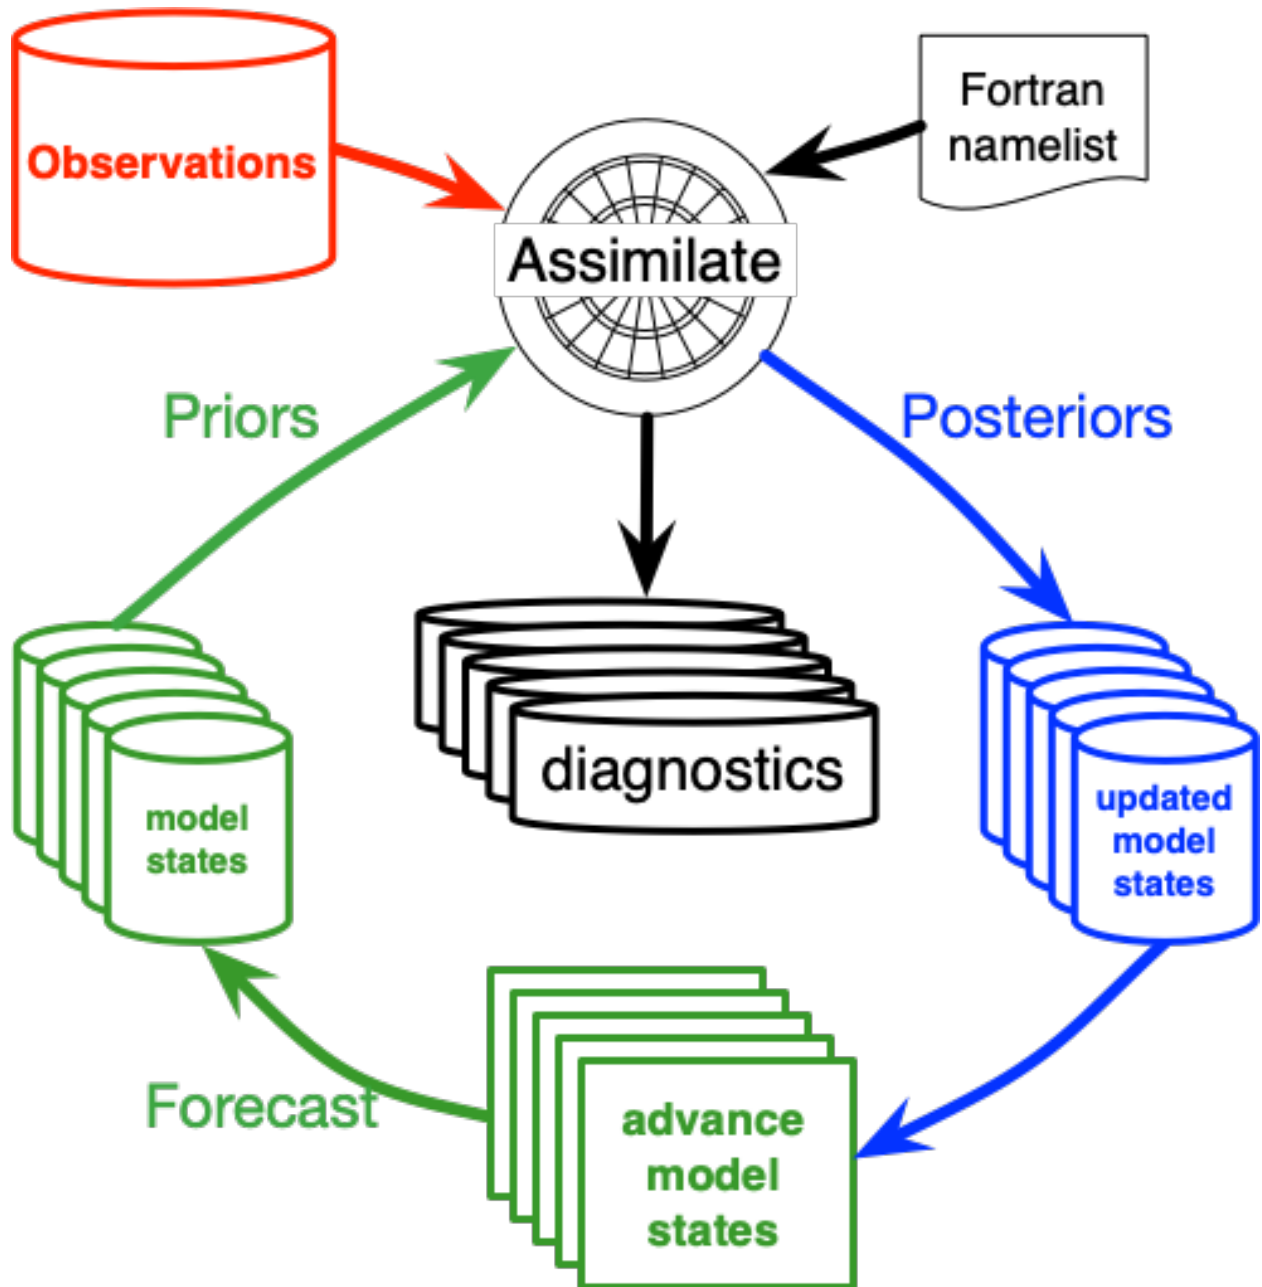 Observations
Fortran
namelist
Assimilate
Priors
Posteriors
diagnostics
model
states
updated
model
states
Forecast
advance
model
states